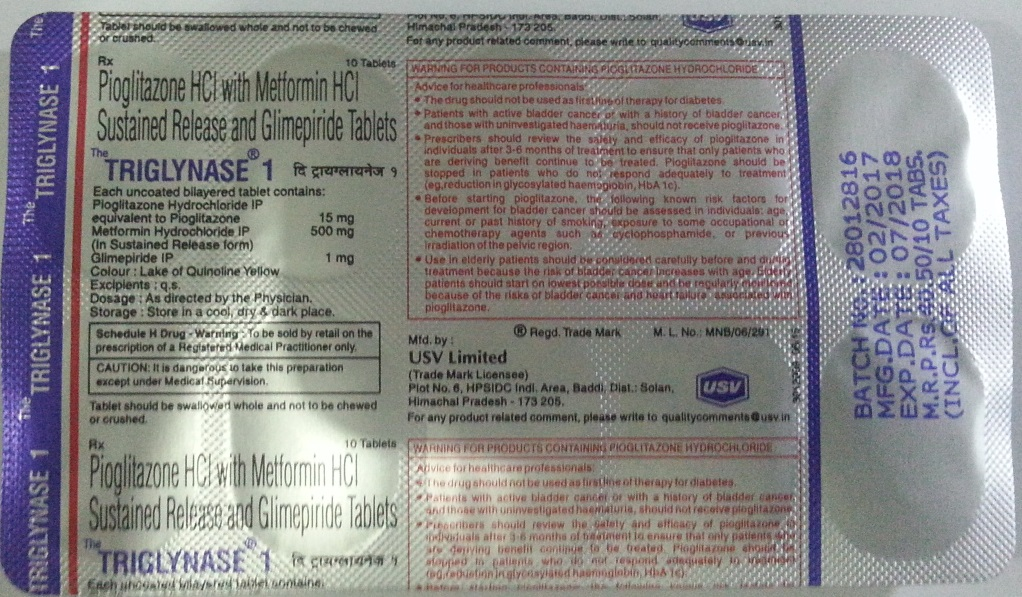 The TRIGLYNASE 1 The TRIGLYNASE 1 The TRIGLYNASE 1 The
Tablet should be swallowed whole and not to be chewed
or crushed.
Rx 10 Tablets
Pioglitazone HCl with Metformin HCl
Sustained Release and Glimepiride Tablets
The
TRIGLYNASE® 1 दि ट्रायग्लायनेज १
Each uncoated bilayered tablet contains:
Pioglitazone Hydrochloride IP
equivalent to Pioglitazone 15 mg
Metformin Hydrochloride IP 500 mg
(In Sustained Release form)
Glimepiride IP 1 mg
Colour : Lake of Quinoline Yellow
Excipients : q.s.
Dosage : As directed by the Physician.
Storage : Store in a cool, dry & dark place.
Schedule H Drug - Warning : To be sold by retail on the
prescription of a Registered Medical Practitioner only.
CAUTION: It is dangerous to take this preparation
except under Medical Supervision.
Tablet should be swallowed whole and not to be chewed
or crushed.
Rx 10 Tablets
Pioglitazone HCl with Metformin HCl
Sustained Release and Glimepiride Tablets
The
TRIGLYNASE® 1 दि ट्रायग्लायनेज १
Each uncoated bilayered tablet contains:
Plot No. 6, HPSIDC Indl. Area, Baddi, Dist.: Solan,
Himachal Pradesh - 173 205.
For any product related comment, please write to qualitycomments@usv.in
USV
301
WARNING FOR PRODUCTS CONTAINING PIOGLITAZONE HYDROCHLORIDE
Advice for healthcare professionals:
• The drug should not be used as first line of therapy for diabetes.
• Patients with active bladder cancer or with a history of bladder cancer,
and those with uninvestigated haematuria, should not receive pioglitazone.
• Prescribers should review the safety and efficacy of pioglitazone in
individuals after 3-6 months of treatment to ensure that only patients who
are deriving benefit continue to be treated. Pioglitazone should be
stopped in patients who do not respond adequately to treatment
(eg,reduction in glycosylated haemoglobin, HbA 1c).
• Before starting pioglitazone, the following known risk factors for
development for bladder cancer should be assessed in individuals: age,
current or past history of smoking, exposure to some occupational or
chemotherapy agents such as cyclophosphamide, or previous
irradiation of the pelvic region.
• Use in elderly patients should be considered carefully before and during
treatment because the risk of bladder cancer increases with age. Elderly
patients should start on lowest possible dose and be regularly monitored
because of the risks of bladder cancer and heart failure associated with
pioglitazone.
® Regd. Trade Mark M. L. No.: MNB/06/291
Mfd. by :
USV Limited
(Trade Mark Licensee)
Plot No. 6, HPSIDC Indl. Area, Baddi, Dist.: Solan,
Himachal Pradesh - 173 205.
USV
For any product related comment, please write to qualitycomments@usv.in
WARNING FOR PRODUCTS CONTAINING PIOGLITAZONE HYDROCHLORIDE
Advice for healthcare professionals:
• The drug should not be used as first line of therapy for diabetes.
• Patients with active bladder cancer or with a history of bladder cancer,
and those with uninvestigated haematuria, should not receive pioglitazone.
• Prescribers should review the safety and efficacy of pioglitazone in
individuals after 3-6 months of treatment to ensure that only patients who
are deriving benefit continue to be treated. Pioglitazone should be
stopped in patients who do not respond adequately to treatment
(eg,reduction in glycosylated haemoglobin, HbA 1c).
BATCH NO.: 28012816
MFG.DATE : 02/2017
EXP.DATE : 07/2018
M.R.P.Rs.40.50/10 TABS.
(INCL.OF ALL TAXES)